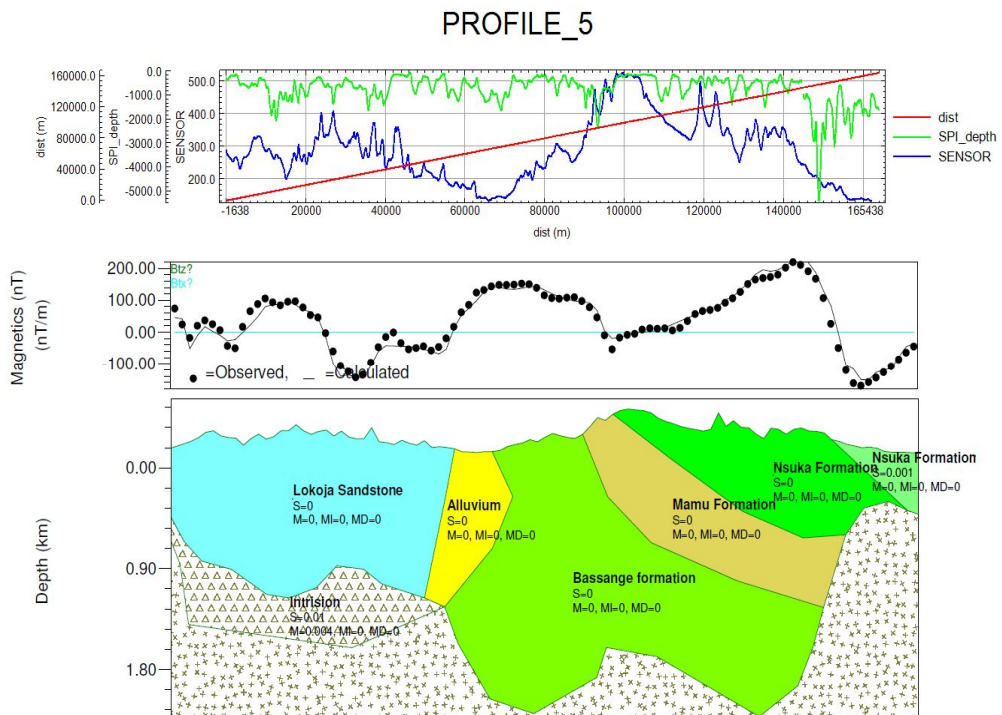 PROFILE_5
dist (m)
160000.0
120000.0
80000.0
40000.0
0.0
SPI_depth
0.0
-1000.0
-2000.0
-3000.0
-4000.0
-5000.0
SENSOR
500.0
400.0
300.0
200.0
-1638 20000 40000 60000 80000 100000 120000 140000 165438
dist (m)
dist
SPI_depth
SENSOR
Magnetics (nT)
(nT/m)
200.00
100.00
0.00
-100.00
Btz?
Btx?
=Observed, _ =Calculated
Depth (km)
0.00
0.90
1.80
Lokoja Sandstone
S=0
M=0, MI=0, MD=0
Alluvium
S=0
M=0, MI=0, MD=0
Intrision
S=0.01
M=0.004, MI=0, MD=0
Bassange formation
S=0
M=0, MI=0, MD=0
Mamu Formation
S=0
M=0, MI=0, MD=0
Nsuka Formation
S=0
M=0, MI=0, MD=0
Nsuka Formation
S=0.001
M=0, MI=0, MD=0